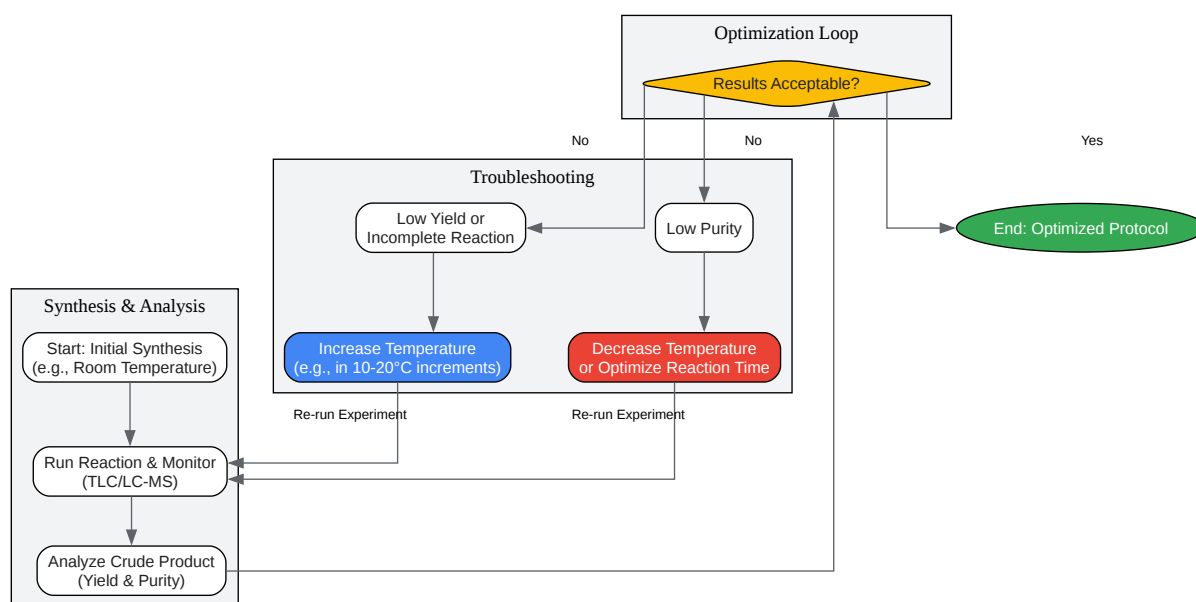 Optimization Loop
Results Acceptable?
No
No
Yes
Troubleshooting
Low Yield or
Incomplete Reaction
Low Purity
End: Optimized Protocol
Increase Temperature
(e.g., in 10-20°C increments)
Decrease Temperature
or Optimize Reaction Time
Re-run Experiment
Re-run Experiment
Synthesis & Analysis
Start: Initial Synthesis
(e.g., Room Temperature)
Run Reaction & Monitor
(TLC/LC-MS)
Analyze Crude Product
(Yield & Purity)